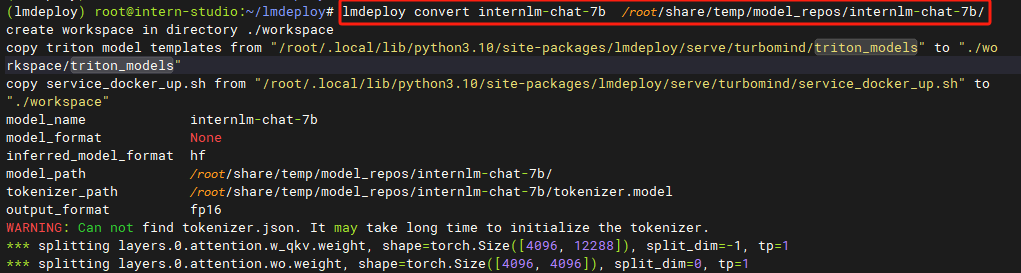 (lmdeploy) root@intern-studio:~/lmdeploy# lmdeploy convert internlm-chat-7b  /root/share/temp/model_repos/internlm-chat-7b/
create workspace in directory ./workspace
copy triton model templates from "/root/.local/lib/python3.10/site-packages/lmdeploy/serve/turbomind/triton_models" to "./wo
rkspace/triton_models"
copy service_docker_up.sh from "/root/.local/lib/python3.10/site-packages/lmdeploy/serve/turbomind/service_docker_up.sh" to
"./workspace"
model_name             internlm-chat-7b
model_format           None
inferred_model_format  hf
model_path             /root/share/temp/model_repos/internlm-chat-7b/
tokenizer_path         /root/share/temp/model_repos/internlm-chat-7b/tokenizer.model
output_format          fp16
WARNING: Can not find tokenizer.json. It may take long time to initialize the tokenizer.
*** splitting layers.0.attention.w_qkv.weight, shape=torch.Size([4096, 12288]), split_dim=-1, tp=1
*** splitting layers.0.attention.wo.weight, shape=torch.Size([4096, 4096]), split_dim=0, tp=1